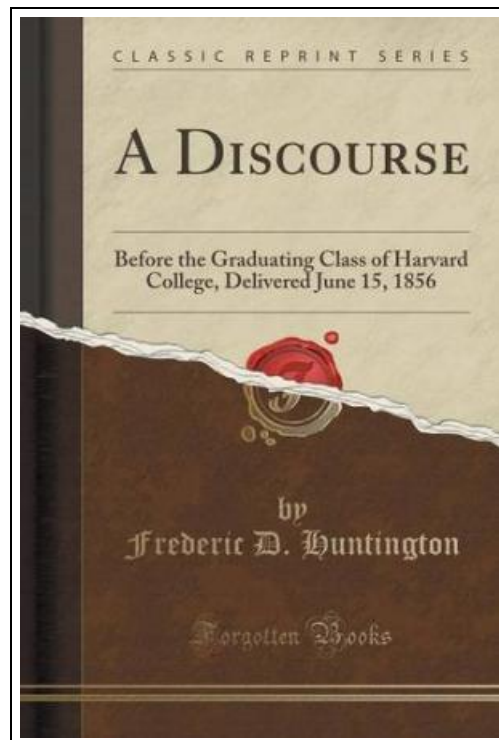 CLASSIC REPRINT SERIES
A DISCOURSE
Before the Graduating Class of Harvard
College, Delivered June 15, 1856
F
by
Frederic D. Huntington
Forgotten Books